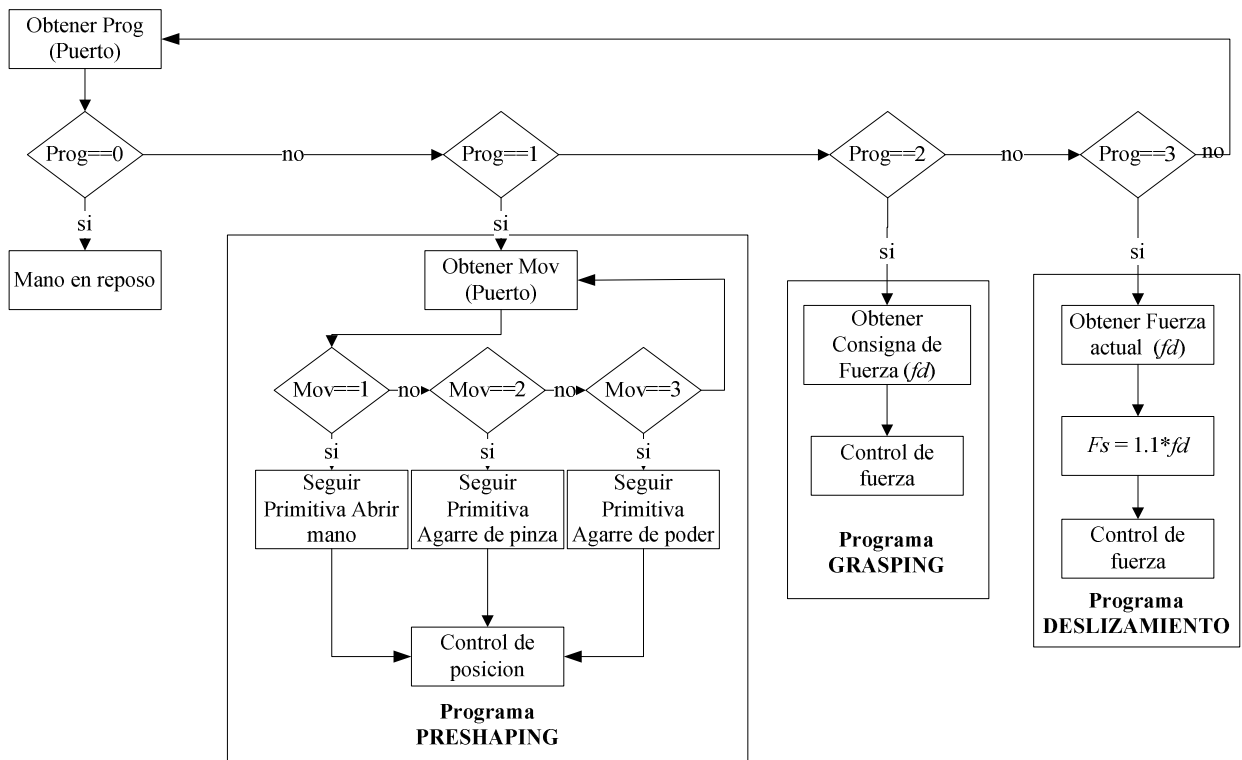 Obtener Prog
(Puerto)
Prog==0
no
Prog==1
Prog==2
no
Prog==3
no
si
si
si
si
Mano en reposo
Obtener Mov
(Puerto)
Mov==1
no
Mov==2
no
Mov==3
si
si
si
Seguir
Primitiva Abrir
mano
Seguir
Primitiva
Agarre de pinza
Seguir
Primitiva
Agarre de poder
Control de
posicion
Programa
PRESHAPING
Obtener
Consigna de
Fuerza (fd)
Control de
fuerza
Programa
GRASPING
Obtener Fuerza
actual (fd)
Fs = 1.1*fd
Control de
fuerza
Programa
DESLIZAMIENTO